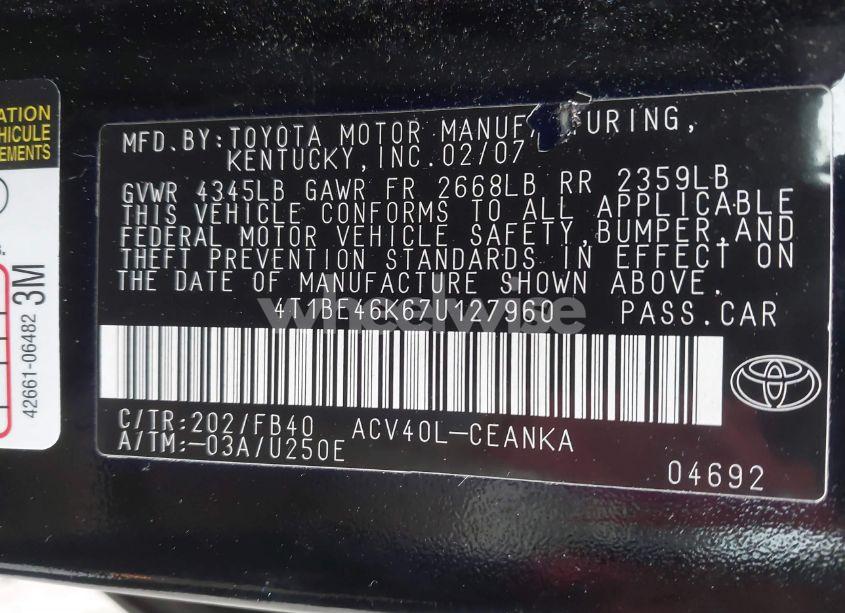 ATION
EHICULE
EMENTS
3M
42661-06482
MFD.BY:TOYOTA MOTOR MANUF URING,
KENTUCKY,INC.02/07
GVWR 4345LB GAWR FR 2668LB RR 2359LB
THIS VEHICLE CONFORMS TO ALL APPLICABLE
FEDERAL MOTOR VEHICLE SAFETY,BUMPER,AND
THEFT PREVENTION STANDARDS IN EFFECT ON
THE DATE OF MANUFACTURE SHOWN ABOVE.
4T1BE46K67U127960 PASS.CAR
wheelwise
C/TR:202/FB40 ACV40L-CEANKA
A/TM:-03A/U250E
04692